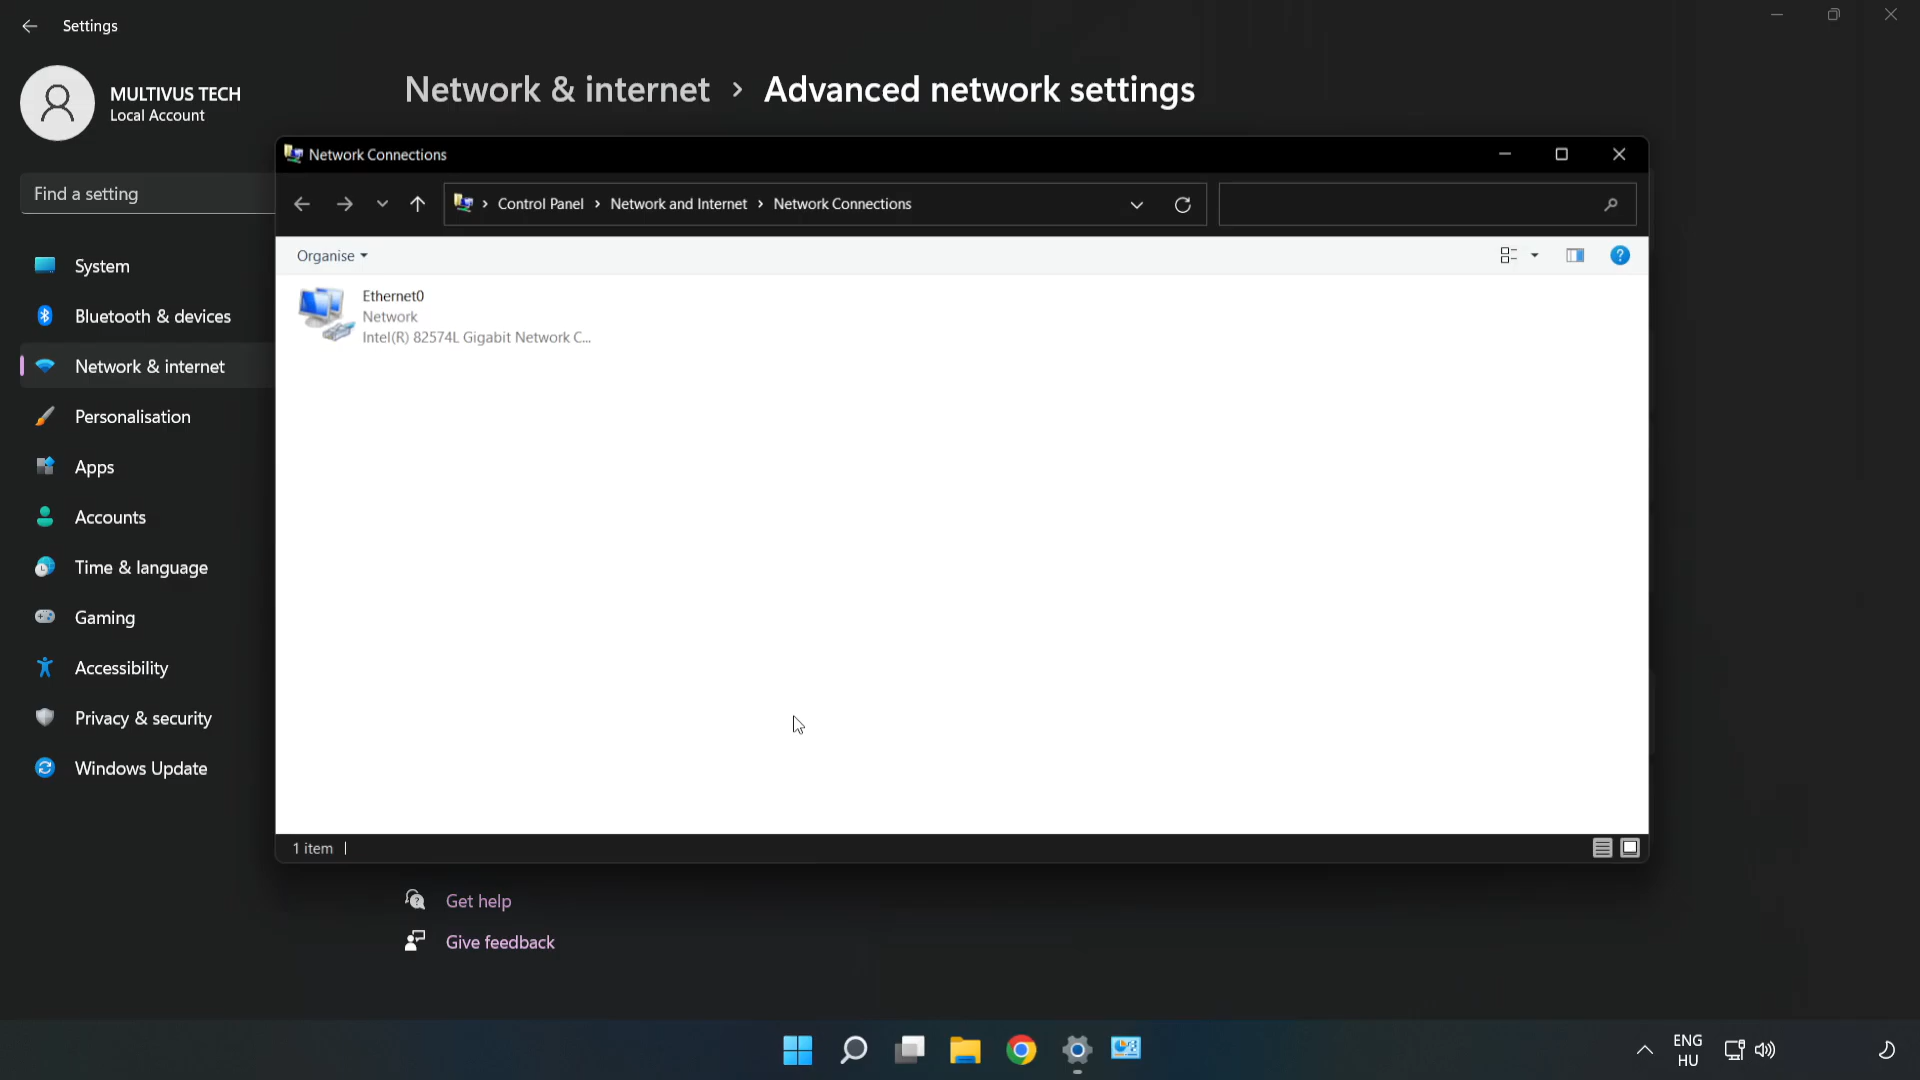 Settings
MULTIVUS TECH
Local Account
Network & internet › Advanced network settings
Network Connections
Find a setting
Control Panel › Network and Internet › Network Connections
Organise
System
Bluetooth & devices
Network & internet
Personalisation
Apps
Accounts
Time & language
Gaming
Accessibility
Privacy & security
Windows Update
Ethernet0
Network
Intel(R) 82574L Gigabit Network C...
1 item
Get help
Give feedback
ENG
HU